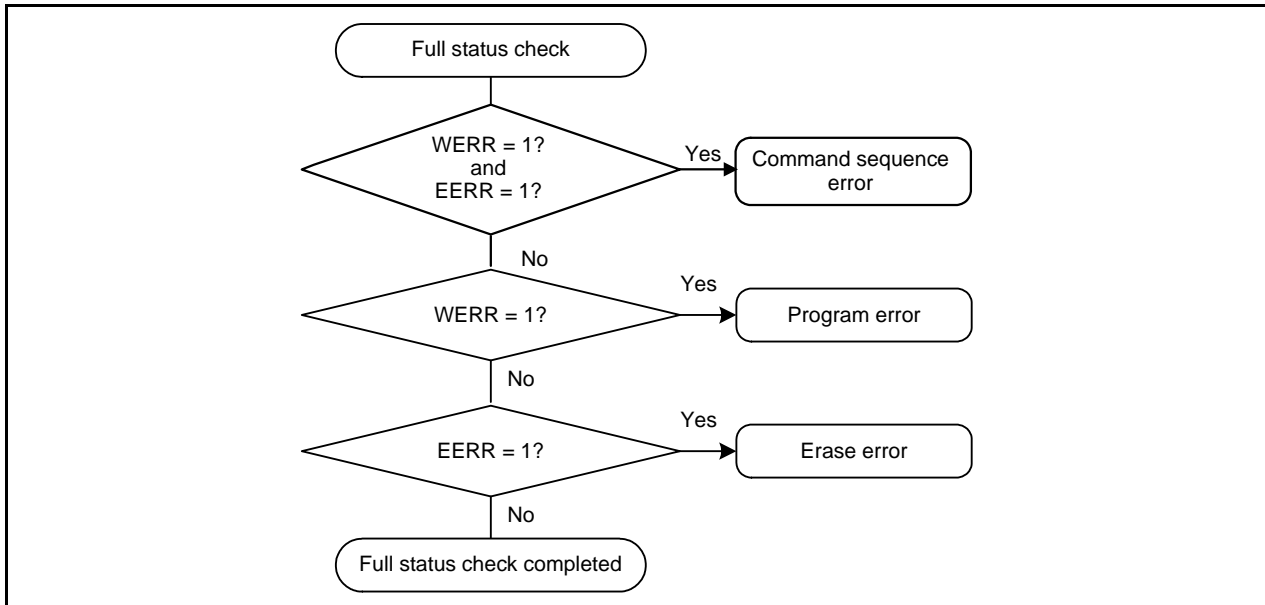 Full status check
WERR = 1?
and
EERR = 1?
Yes
Command sequence
error
No
WERR = 1?
Yes
Program error
No
EERR = 1?
Yes
Erase error
No
Full status check completed